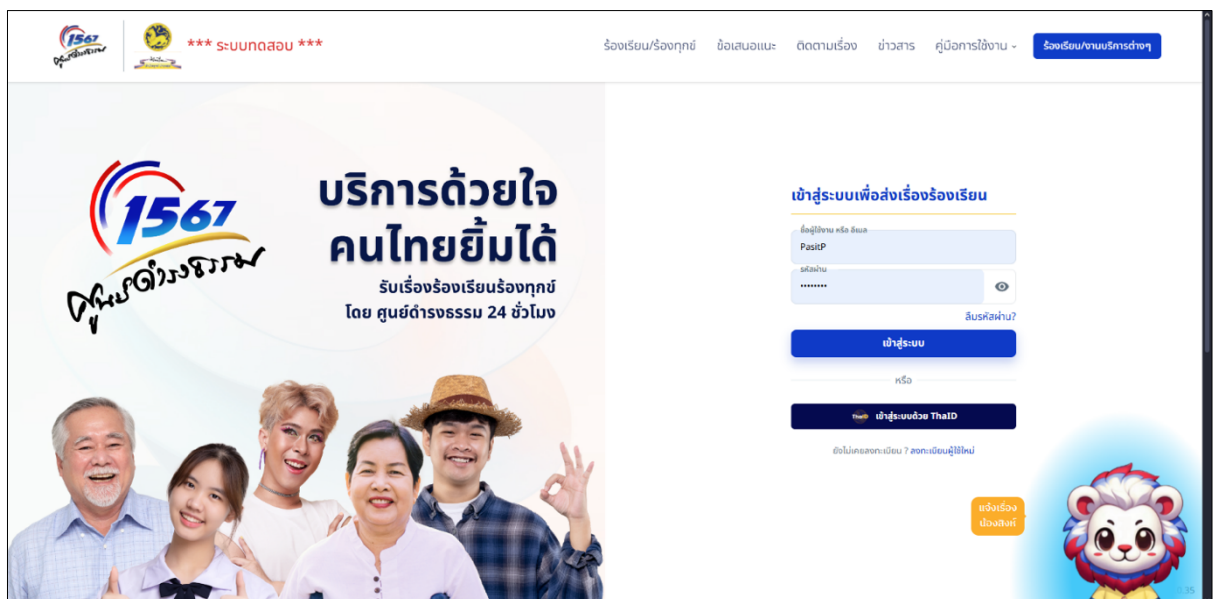 1567
ศูนย์ดำรงธรรม
*** ระบบทดสอบ ***
ร้องเรียน/ร้องทุกข์ ข้อเสนอแนะ ติดตามเรื่อง ข่าวสาร คู่มือการใช้งาน
ร้องเรียน/งานบริการต่างๆ
1567
ศูนย์ดำรงธรรม
บริการด้วยใจ
คนไทยยิ้มได้
รับเรื่องร้องเรียนร้องทุกข์
โดย ศูนย์ดำรงธรรม 24 ชั่วโมง
เข้าสู่ระบบเพื่อส่งเรื่องร้องเรียน
ชื่อผู้ใช้งาน หรือ อีเมล
PasitP
รหัสผ่าน
••••••••
ลืมรหัสผ่าน?
เข้าสู่ระบบ
หรือ
ThaID เข้าสู่ระบบด้วย ThaID
ยังไม่เคยลงทะเบียน ? ลงทะเบียนผู้ใช้ใหม่
แจ้งเรื่อง
น้องสิงห์